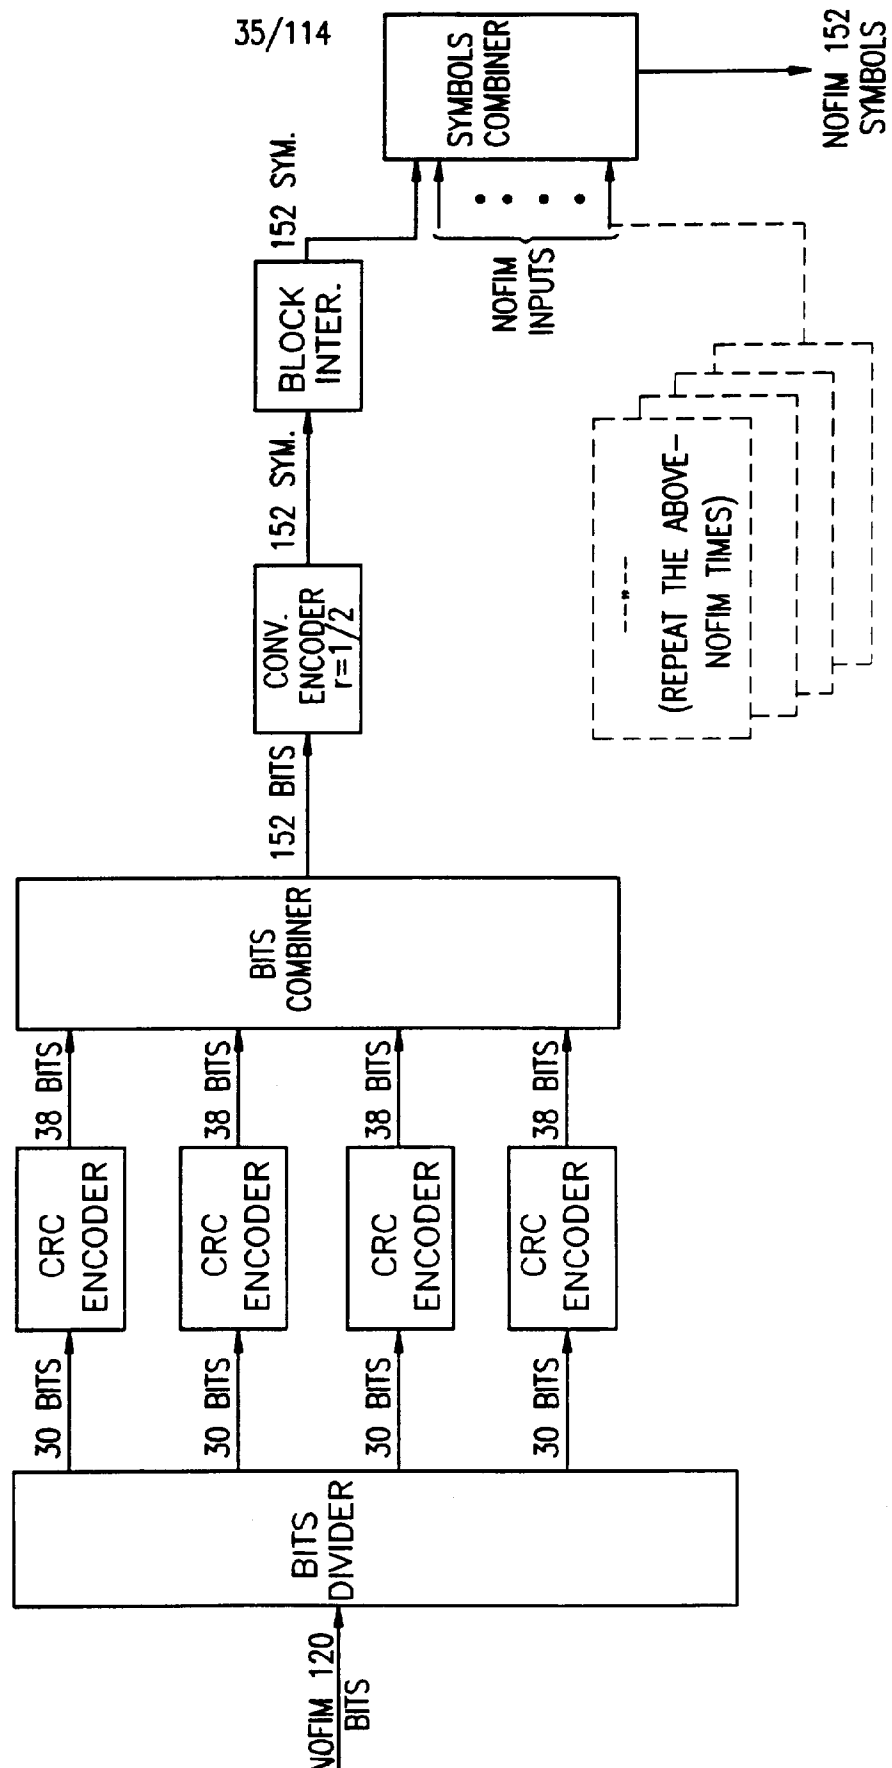 35/114
NOFIM 120
BITS
BITS
DIVIDER
30 BITS
30 BITS
30 BITS
30 BITS
CRC
ENCODER
CRC
ENCODER
CRC
ENCODER
CRC
ENCODER
38 BITS
38 BITS
38 BITS
38 BITS
BITS
COMBINER
152 BITS
CONV.
ENCODER
r=1/2
152 SYM.
BLOCK
INTER.
152 SYM.
NOFIM
INPUTS
SYMBOLS
COMBINER
NOFIM 152
SYMBOLS
---"---
(REPEAT THE ABOVE-
NOFIM TIMES)